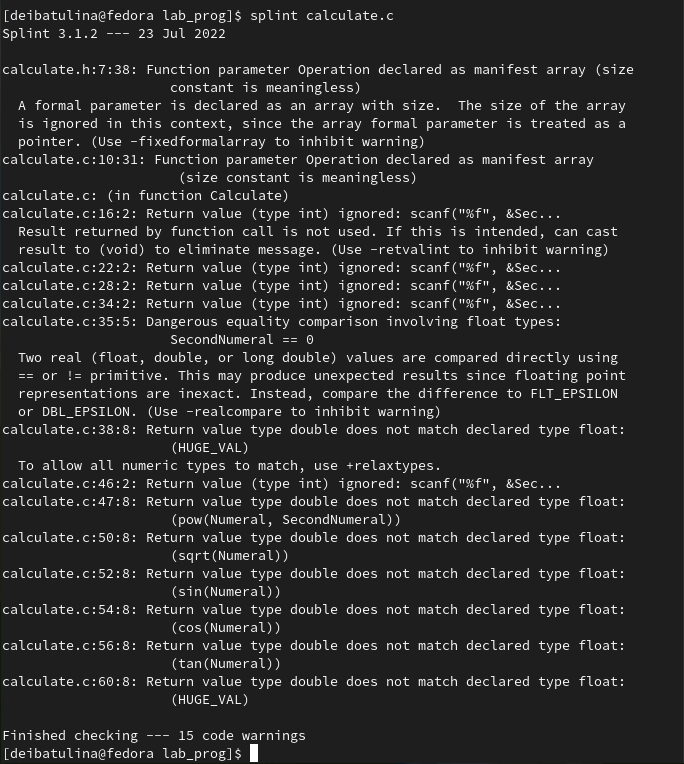 [deibatulina@fedora lab_prog]$ splint calculate.c
Splint 3.1.2 --- 23 Jul 2022

calculate.h:7:38: Function parameter Operation declared as manifest array (size
                     constant is meaningless)
  A formal parameter is declared as an array with size.  The size of the array
  is ignored in this context, since the array formal parameter is treated as a
  pointer. (Use -fixedformalarray to inhibit warning)
calculate.c:10:31: Function parameter Operation declared as manifest array
                      (size constant is meaningless)
calculate.c: (in function Calculate)
calculate.c:16:2: Return value (type int) ignored: scanf("%f", &Sec...
  Result returned by function call is not used. If this is intended, can cast
  result to (void) to eliminate message. (Use -retvalint to inhibit warning)
calculate.c:22:2: Return value (type int) ignored: scanf("%f", &Sec...
calculate.c:28:2: Return value (type int) ignored: scanf("%f", &Sec...
calculate.c:34:2: Return value (type int) ignored: scanf("%f", &Sec...
calculate.c:35:5: Dangerous equality comparison involving float types:
                     SecondNumeral == 0
  Two real (float, double, or long double) values are compared directly using
  == or != primitive. This may produce unexpected results since floating point
  representations are inexact. Instead, compare the difference to FLT_EPSILON
  or DBL_EPSILON. (Use -realcompare to inhibit warning)
calculate.c:38:8: Return value type double does not match declared type float:
                     (HUGE_VAL)
  To allow all numeric types to match, use +relaxtypes.
calculate.c:46:2: Return value (type int) ignored: scanf("%f", &Sec...
calculate.c:47:8: Return value type double does not match declared type float:
                     (pow(Numeral, SecondNumeral))
calculate.c:50:8: Return value type double does not match declared type float:
                     (sqrt(Numeral))
calculate.c:52:8: Return value type double does not match declared type float:
                     (sin(Numeral))
calculate.c:54:8: Return value type double does not match declared type float:
                     (cos(Numeral))
calculate.c:56:8: Return value type double does not match declared type float:
                     (tan(Numeral))
calculate.c:60:8: Return value type double does not match declared type float:
                     (HUGE_VAL)

Finished checking --- 15 code warnings
[deibatulina@fedora lab_prog]$